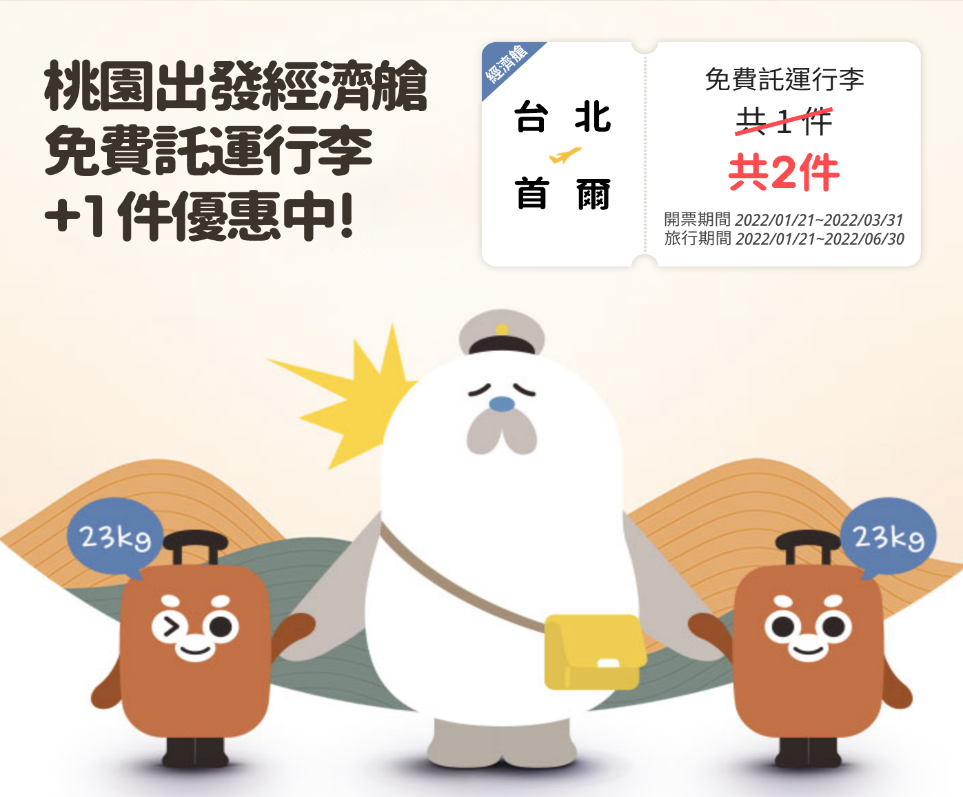 桃園出發經濟艙
免費託運行李
+1件優惠中!
經濟艙
台北
首爾
免費託運行李
共1件
共2件
開票期間 2022/01/21~2022/03/31
旅行期間 2022/01/21~2022/06/30
23kg
23kg